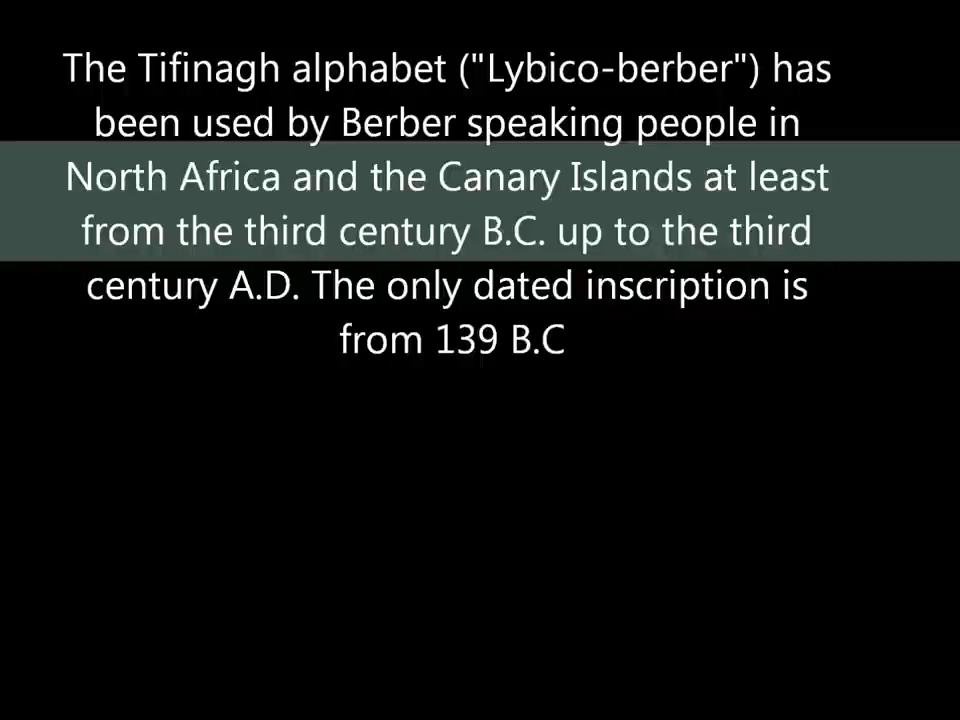 The Tifinagh alphabet ("Lybico-berber") has
been used by Berber speaking people in
North Africa and the Canary Islands at least
from the third century B.C. up to the third
century A.D. The only dated inscription is
from 139 B.C